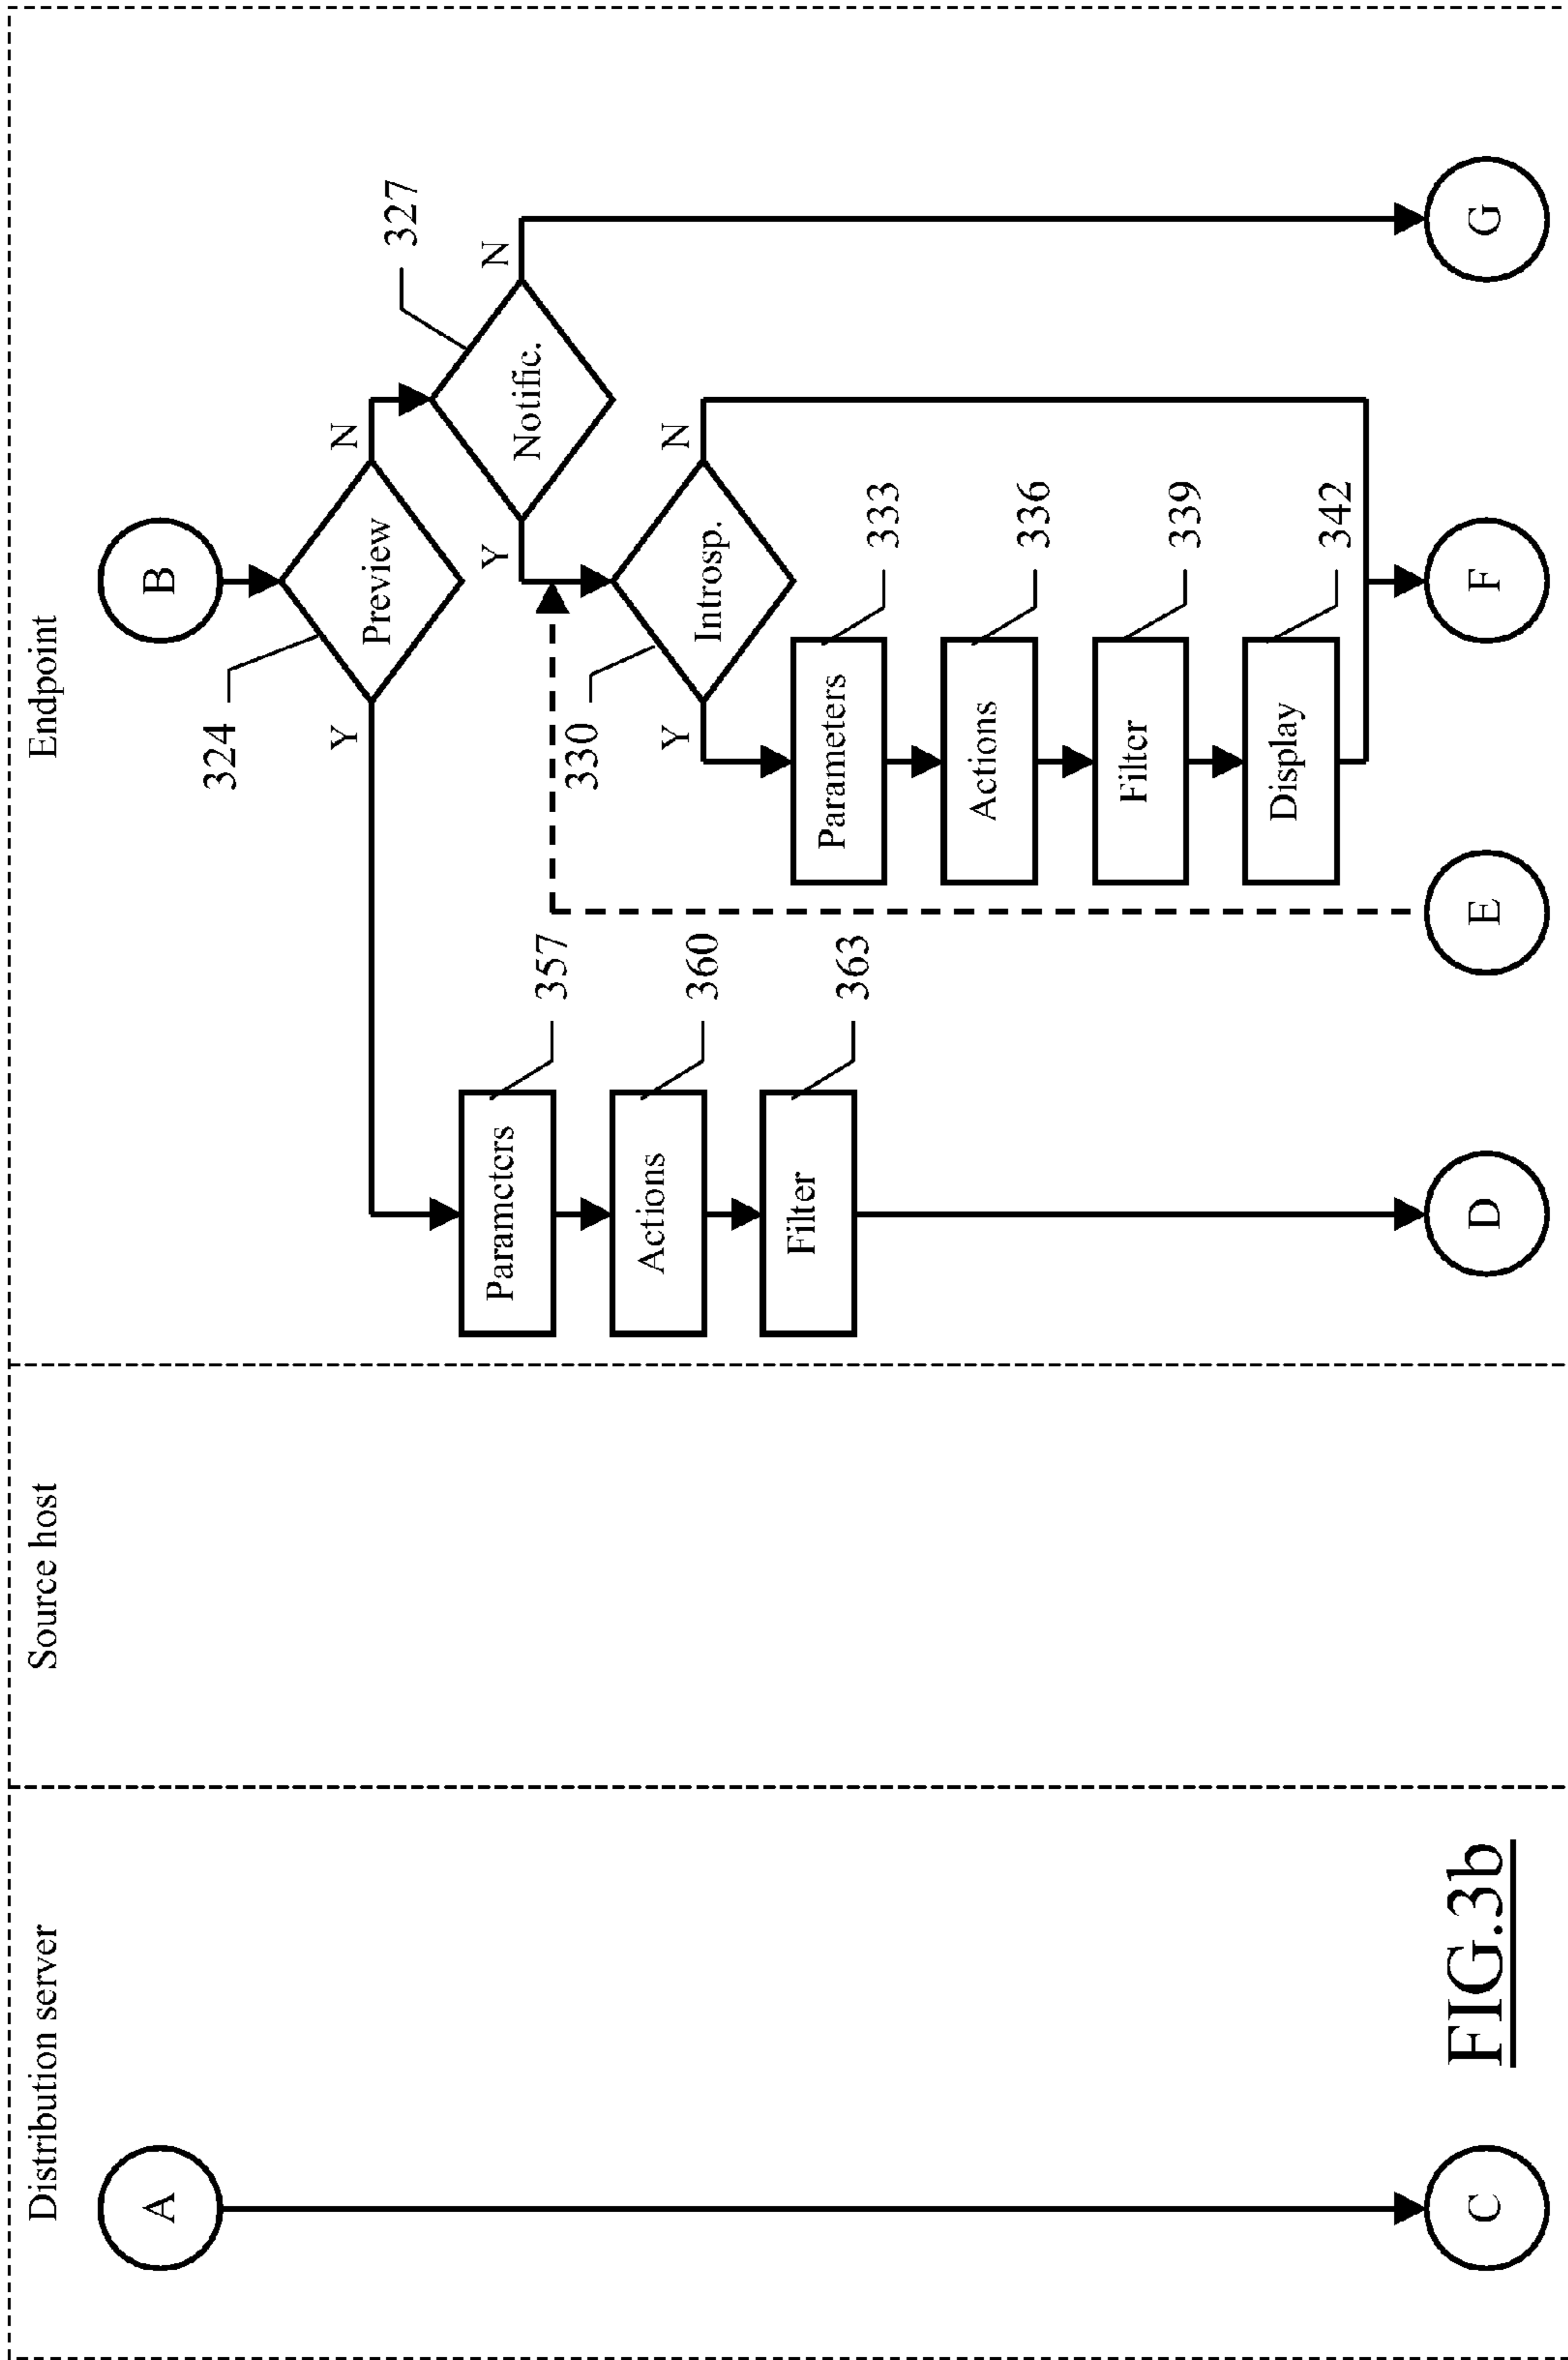 Distribution server
Source host
Endpoint
A
B
324
Preview
Y
N
327
Notific.
Y
N
330
Introsp.
Y
N
Parameters
357
Actions
360
Filter
363
Parameters
333
Actions
336
Filter
339
Display
342
C
D
E
F
G
FIG.3b